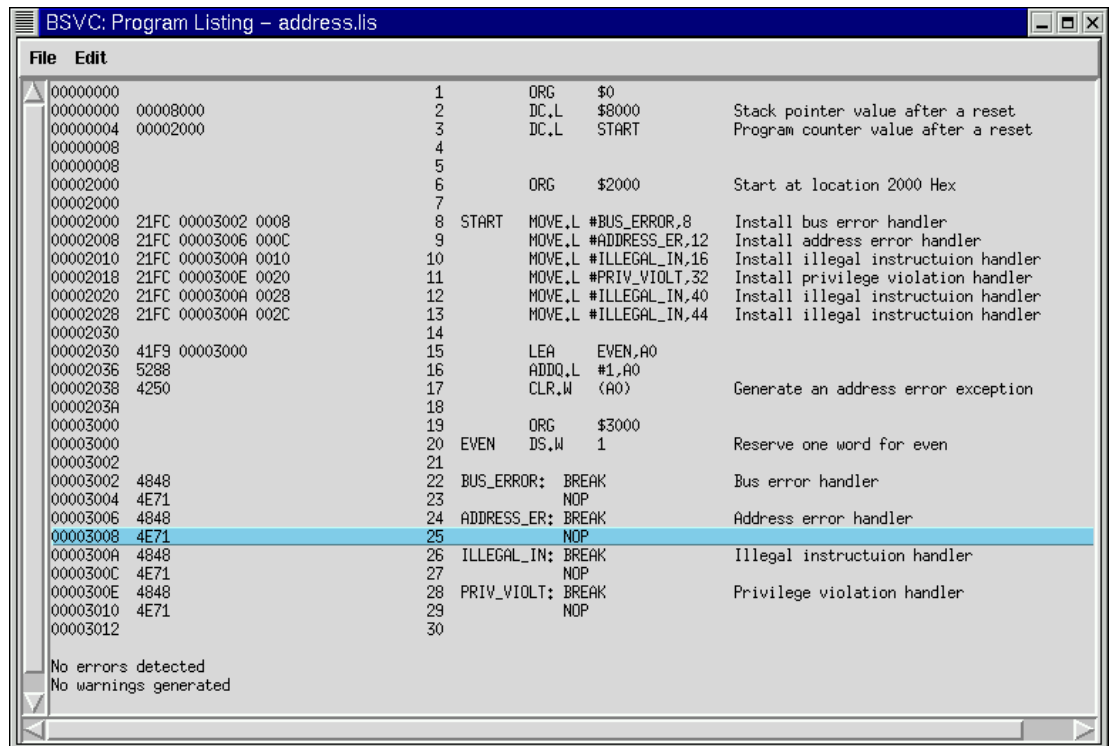 BSVC: Program Listing – address.lis
File Edit
00000000 1 ORG $0
00000000 00008000 2 DC.L $8000 Stack pointer value after a reset
00000004 00002000 3 DC.L START Program counter value after a reset
00000008 4
00000008 5
00002000 6 ORG $2000 Start at location 2000 Hex
00002000 7
00002000 21FC 00003002 0008 8 START MOVE.L #BUS_ERROR,8 Install bus error handler
00002008 21FC 00003006 000C 9 MOVE.L #ADDRESS_ER,12 Install address error handler
00002010 21FC 0000300A 0010 10 MOVE.L #ILLEGAL_IN,16 Install illegal instructuion handler
00002018 21FC 0000300E 0020 11 MOVE.L #PRIV_VIOLT,32 Install privilege violation handler
00002020 21FC 0000300A 0028 12 MOVE.L #ILLEGAL_IN,40 Install illegal instructuion handler
00002028 21FC 0000300A 002C 13 MOVE.L #ILLEGAL_IN,44 Install illegal instructuion handler
00002030 14
00002030 41F9 00003000 15 LEA EVEN,A0
00002036 5288 16 ADDQ.L #1,A0
00002038 4250 17 CLR.W (A0) Generate an address error exception
0000203A 18
00003000 19 ORG $3000
00003000 20 EVEN DS.W 1 Reserve one word for even
00003002 21
00003002 4848 22 BUS_ERROR: BREAK Bus error handler
00003004 4E71 23 NOP
00003006 4848 24 ADDRESS_ER: BREAK Address error handler
00003008 4E71 25 NOP
0000300A 4848 26 ILLEGAL_IN: BREAK Illegal instructuion handler
0000300C 4E71 27 NOP
0000300E 4848 28 PRIV_VIOLT: BREAK Privilege violation handler
00003010 4E71 29 NOP
00003012 30
No errors detected
No warnings generated